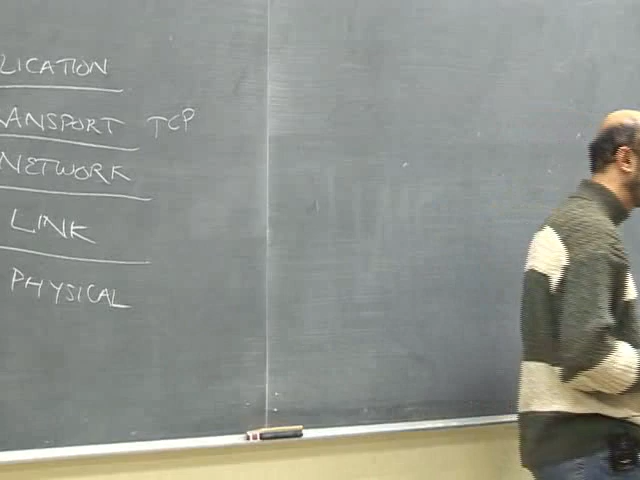 LICATION
ANSPORT TCP
NETWORK
LINK
PHYSICAL